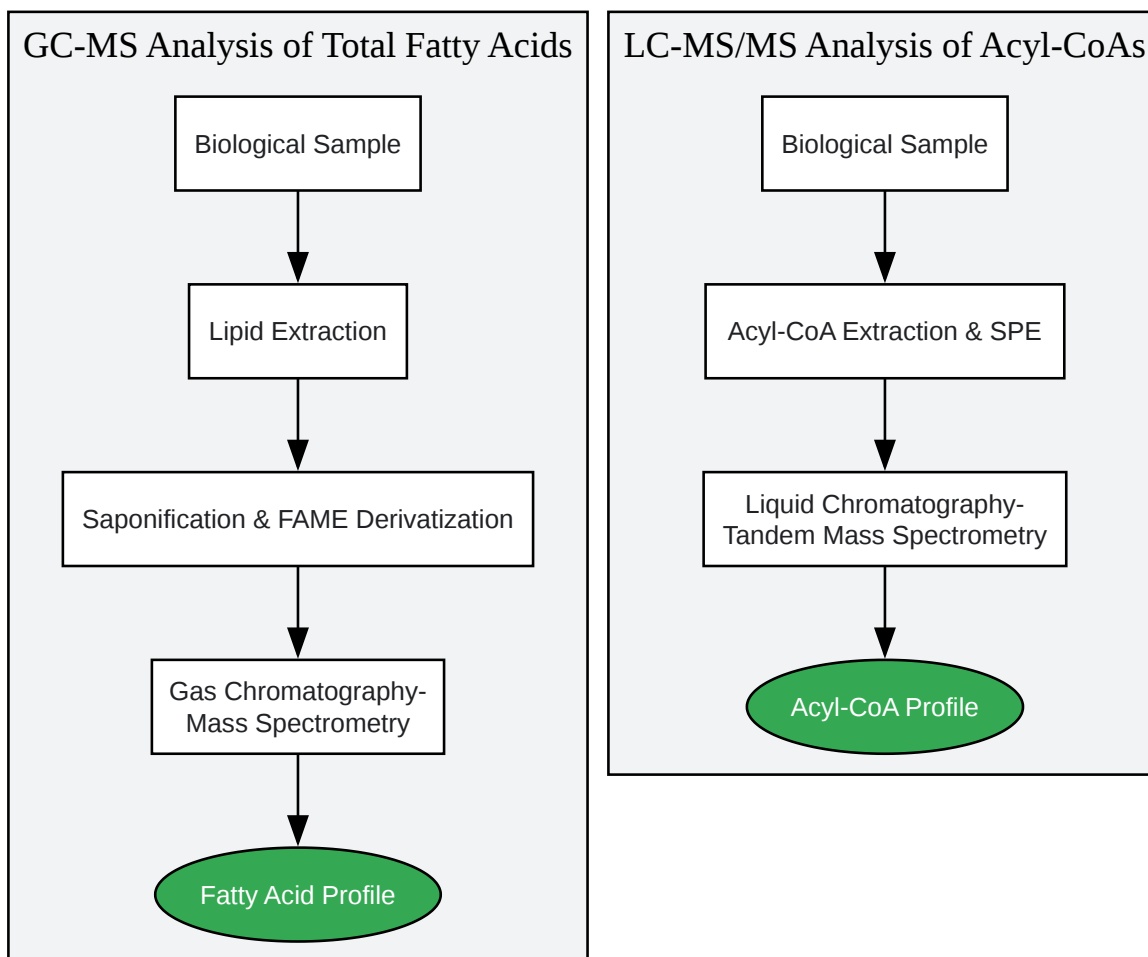 GC-MS Analysis of Total Fatty Acids
Biological Sample
Lipid Extraction
Saponification & FAME Derivatization
Gas Chromatography-
Mass Spectrometry
Fatty Acid Profile
LC-MS/MS Analysis of Acyl-CoAs
Biological Sample
Acyl-CoA Extraction & SPE
Liquid Chromatography-
Tandem Mass Spectrometry
Acyl-CoA Profile